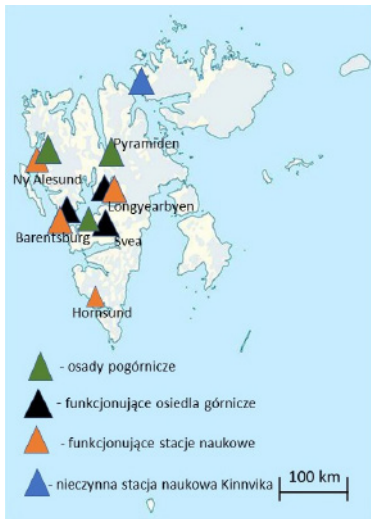 Pyramiden
Ny Alesund
Longyearbyen
Barentsburg
Svea
Hornsund
- osady pogórnicze
- funkcjonujące osiedla górnicze
- funkcjonujące stacje naukowe
- nieczynna stacja naukowa Kinnvika
100 km